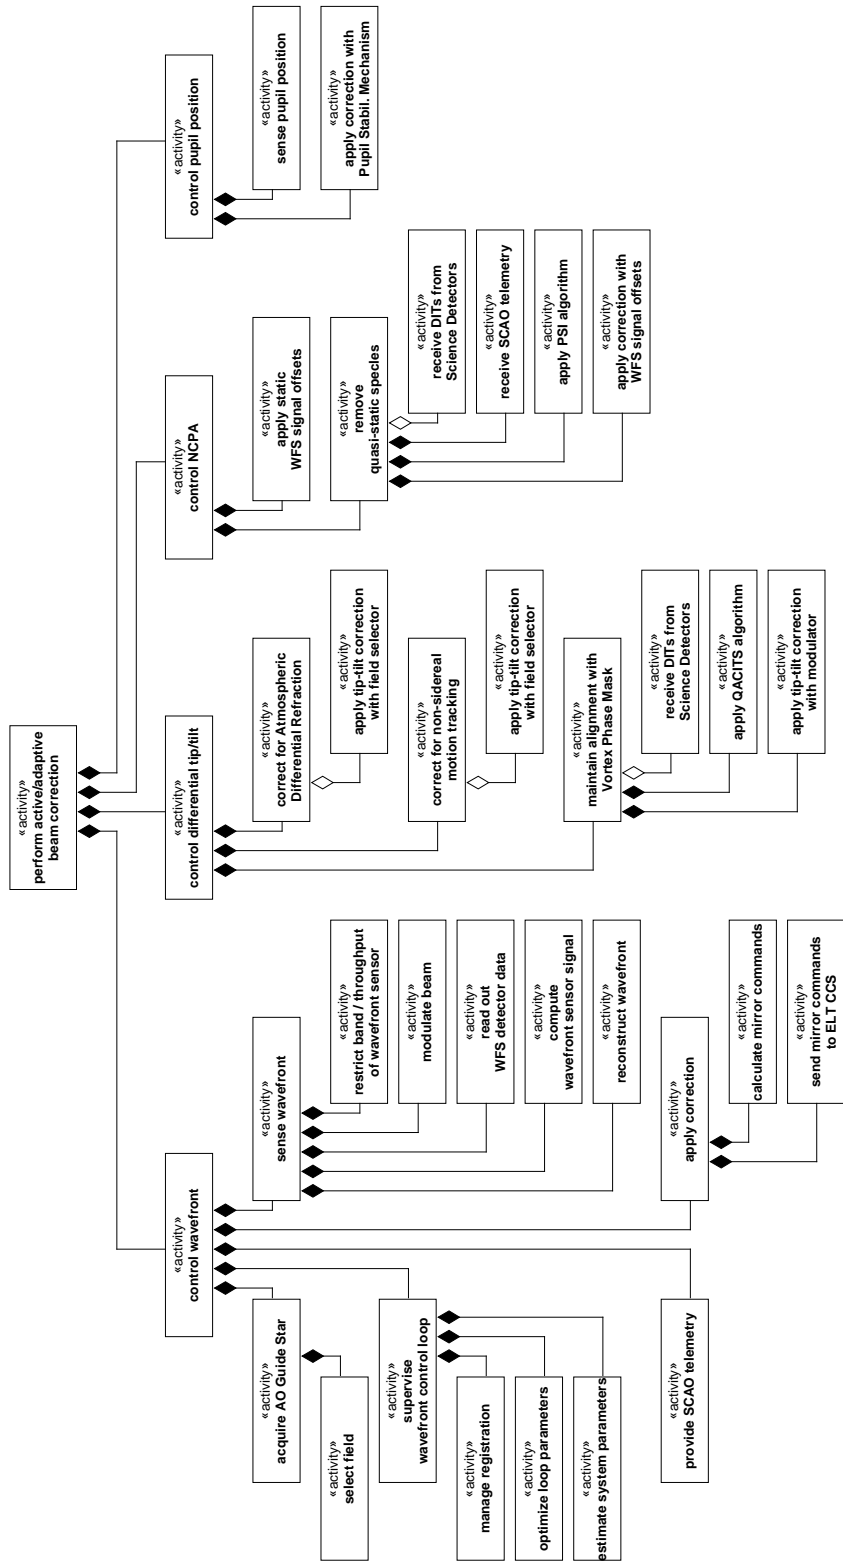 «activity»
perform active/adaptive
beam correction
«activity»
control wavefront
«activity»
acquire AO Guide Star
«activity»
select field
«activity»
supervise
wavefront control loop
«activity»
manage registration
«activity»
optimize loop parameters
«activity»
estimate system parameters
«activity»
provide SCAO telemetry
«activity»
sense wavefront
«activity»
restrict band / throughput
of wavefront sensor
«activity»
modulate beam
«activity»
read out
WFS detector data
«activity»
compute
wavefront sensor signal
«activity»
reconstruct wavefront
«activity»
apply correction
«activity»
calculate mirror commands
«activity»
send mirror commands
to ELT CCS
«activity»
control differential tip/tilt
«activity»
correct for Atmospheric
Differential Refraction
«activity»
apply tip-tilt correction
with field selector
«activity»
correct for non-sidereal
motion tracking
«activity»
apply tip-tilt correction
with field selector
«activity»
maintain alignment with
Vortex Phase Mask
«activity»
receive DITs from
Science Detectors
«activity»
apply QACITS algorithm
«activity»
apply tip-tilt correction
with modulator
«activity»
control NCPA
«activity»
apply static
WFS signal offsets
«activity»
remove
quasi-static specles
«activity»
receive DITs from
Science Detectors
«activity»
receive SCAO telemetry
«activity»
apply PSI algorithm
«activity»
apply correction with
WFS signal offsets
«activity»
control pupil position
«activity»
sense pupil position
«activity»
apply correction with
Pupil Stabil. Mechanism